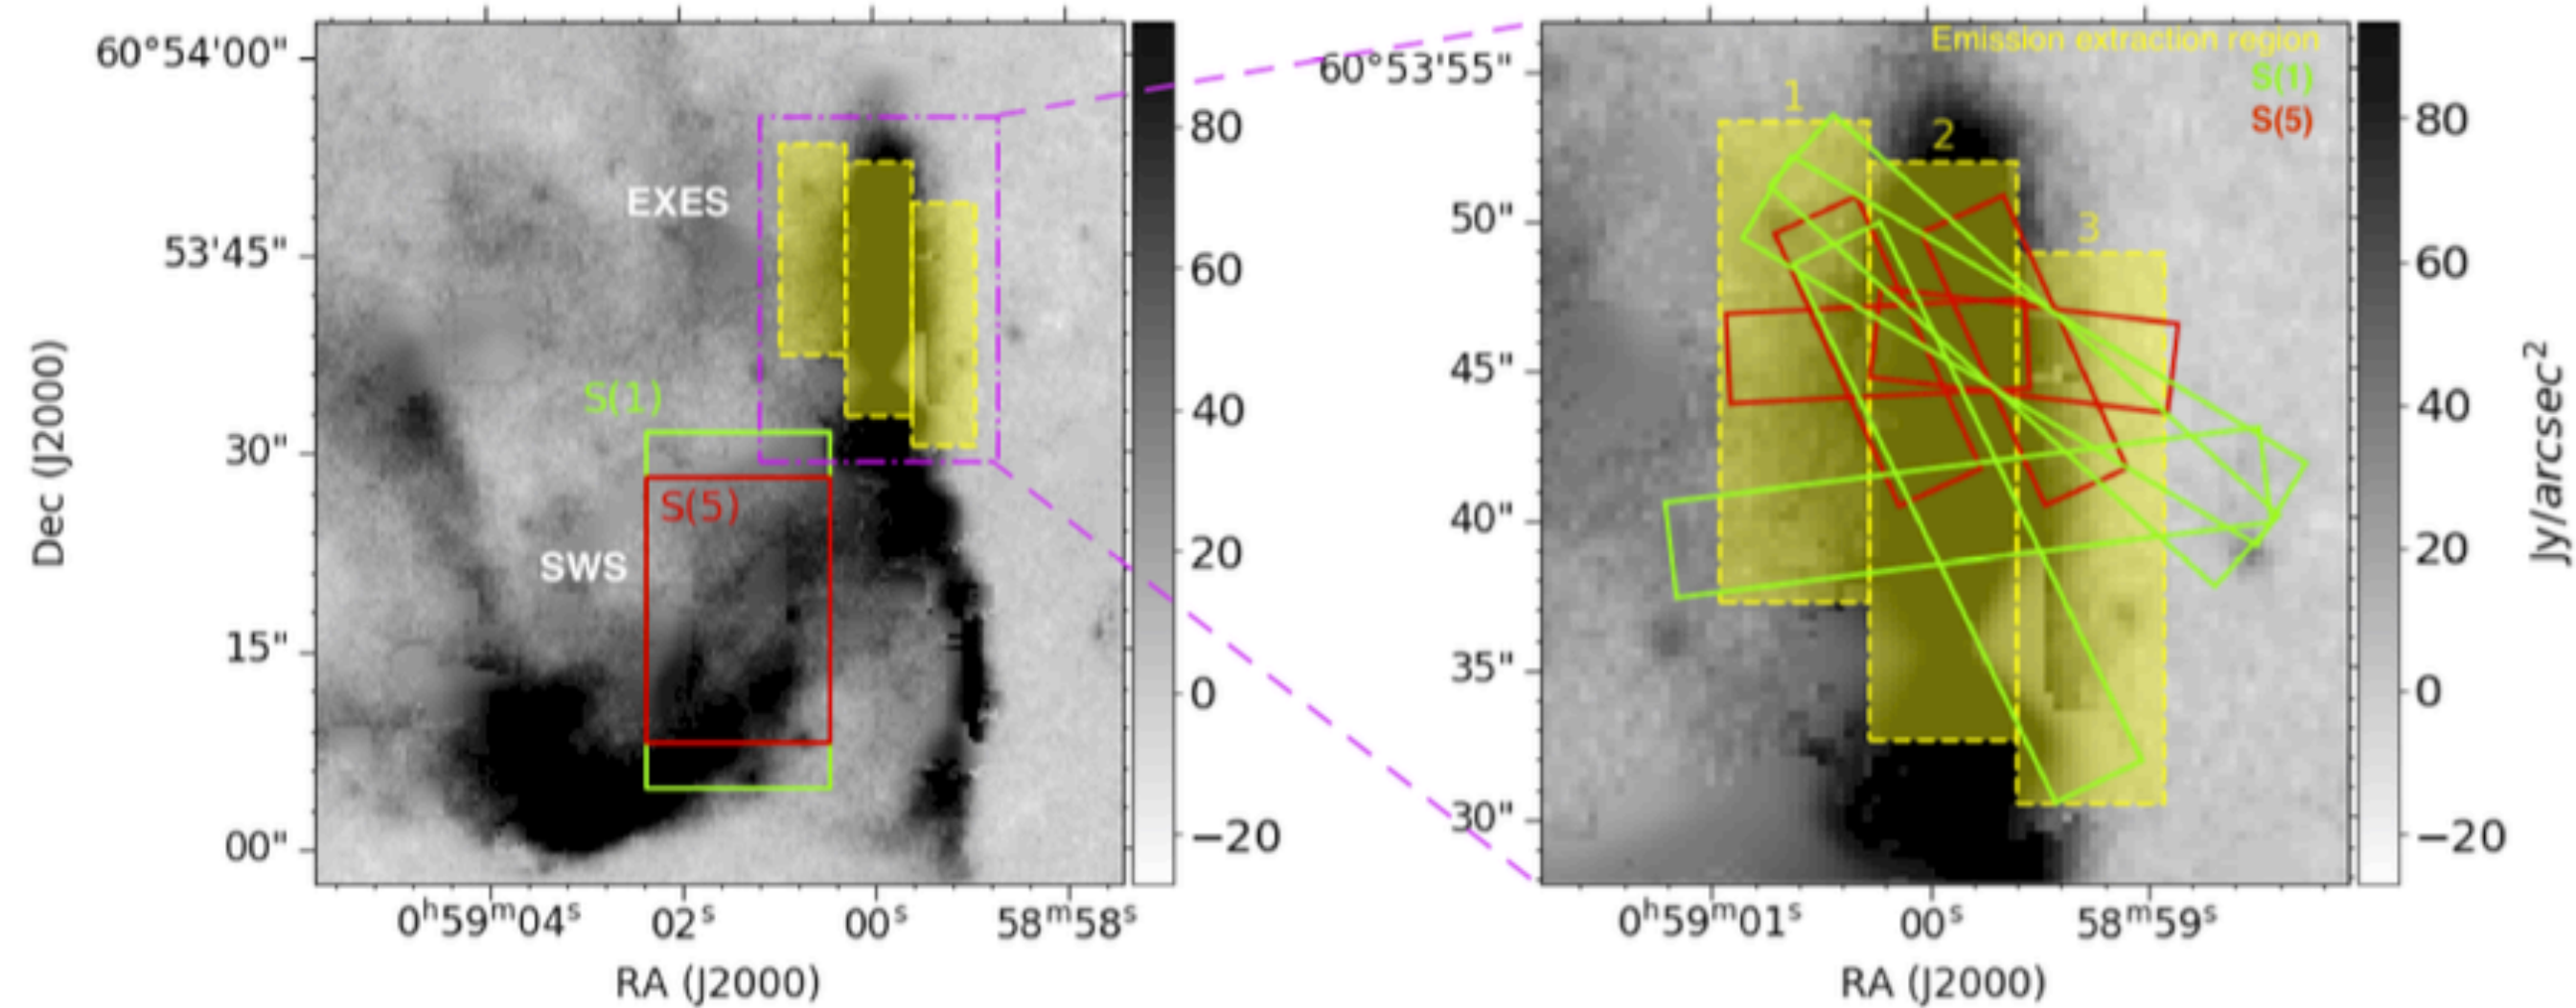 60°54'00"
53'45"
30"
15"
00"
Dec (J2000)
EXES
S(1)
S(5)
SWS
0ʰ59ᵐ04ˢ 02ˢ 00ˢ 58ᵐ58ˢ
RA (J2000)
80
60
40
20
0
−20
60°53'55"
50"
45"
40"
35"
30"
Emission extraction region
S(1)
S(5)
1
2
3
0ʰ59ᵐ01ˢ 00ˢ 58ᵐ59ˢ
RA (J2000)
80
60
40
20
0
−20
Jy/arcsec²